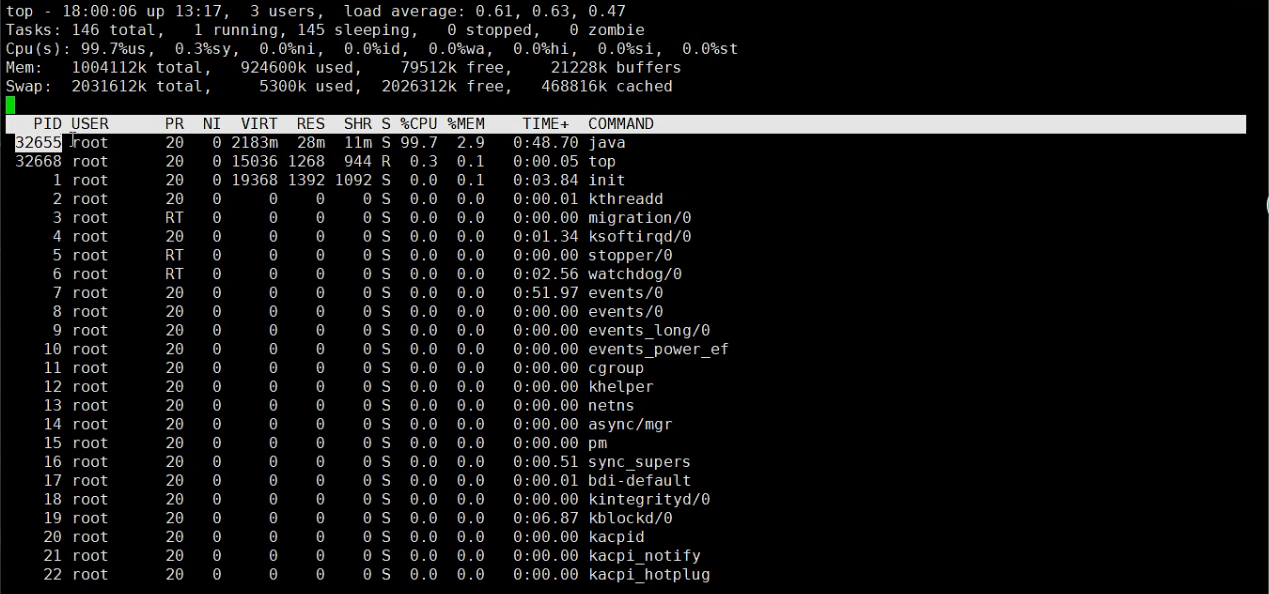 top - 18:00:06 up 13:17,  3 users,  load average: 0.61, 0.63, 0.47
Tasks: 146 total,   1 running, 145 sleeping,   0 stopped,   0 zombie
Cpu(s): 99.7%us,  0.3%sy,  0.0%ni,  0.0%id,  0.0%wa,  0.0%hi,  0.0%si,  0.0%st
Mem:   1004112k total,   924600k used,    79512k free,    21228k buffers
Swap:  2031612k total,     5300k used,  2026312k free,   468816k cached
PID USER      PR  NI  VIRT  RES  SHR S %CPU %MEM    TIME+  COMMAND
32655 root      20   0 2183m  28m  11m S 99.7  2.9   0:48.70 java
32668 root      20   0 15036 1268  944 R  0.3  0.1   0:00.05 top
1 root      20   0 19368 1392 1092 S  0.0  0.1   0:03.84 init
2 root      20   0     0    0    0 S  0.0  0.0   0:00.01 kthreadd
3 root      RT   0     0    0    0 S  0.0  0.0   0:00.00 migration/0
4 root      20   0     0    0    0 S  0.0  0.0   0:01.34 ksoftirqd/0
5 root      RT   0     0    0    0 S  0.0  0.0   0:00.00 stopper/0
6 root      RT   0     0    0    0 S  0.0  0.0   0:02.56 watchdog/0
7 root      20   0     0    0    0 S  0.0  0.0   0:51.97 events/0
8 root      20   0     0    0    0 S  0.0  0.0   0:00.00 events/0
9 root      20   0     0    0    0 S  0.0  0.0   0:00.00 events_long/0
10 root      20   0     0    0    0 S  0.0  0.0   0:00.00 events_power_ef
11 root      20   0     0    0    0 S  0.0  0.0   0:00.00 cgroup
12 root      20   0     0    0    0 S  0.0  0.0   0:00.00 khelper
13 root      20   0     0    0    0 S  0.0  0.0   0:00.00 netns
14 root      20   0     0    0    0 S  0.0  0.0   0:00.00 async/mgr
15 root      20   0     0    0    0 S  0.0  0.0   0:00.00 pm
16 root      20   0     0    0    0 S  0.0  0.0   0:00.51 sync_supers
17 root      20   0     0    0    0 S  0.0  0.0   0:00.01 bdi-default
18 root      20   0     0    0    0 S  0.0  0.0   0:00.00 kintegrityd/0
19 root      20   0     0    0    0 S  0.0  0.0   0:06.87 kblockd/0
20 root      20   0     0    0    0 S  0.0  0.0   0:00.00 kacpid
21 root      20   0     0    0    0 S  0.0  0.0   0:00.00 kacpi_notify
22 root      20   0     0    0    0 S  0.0  0.0   0:00.00 kacpi_hotplug